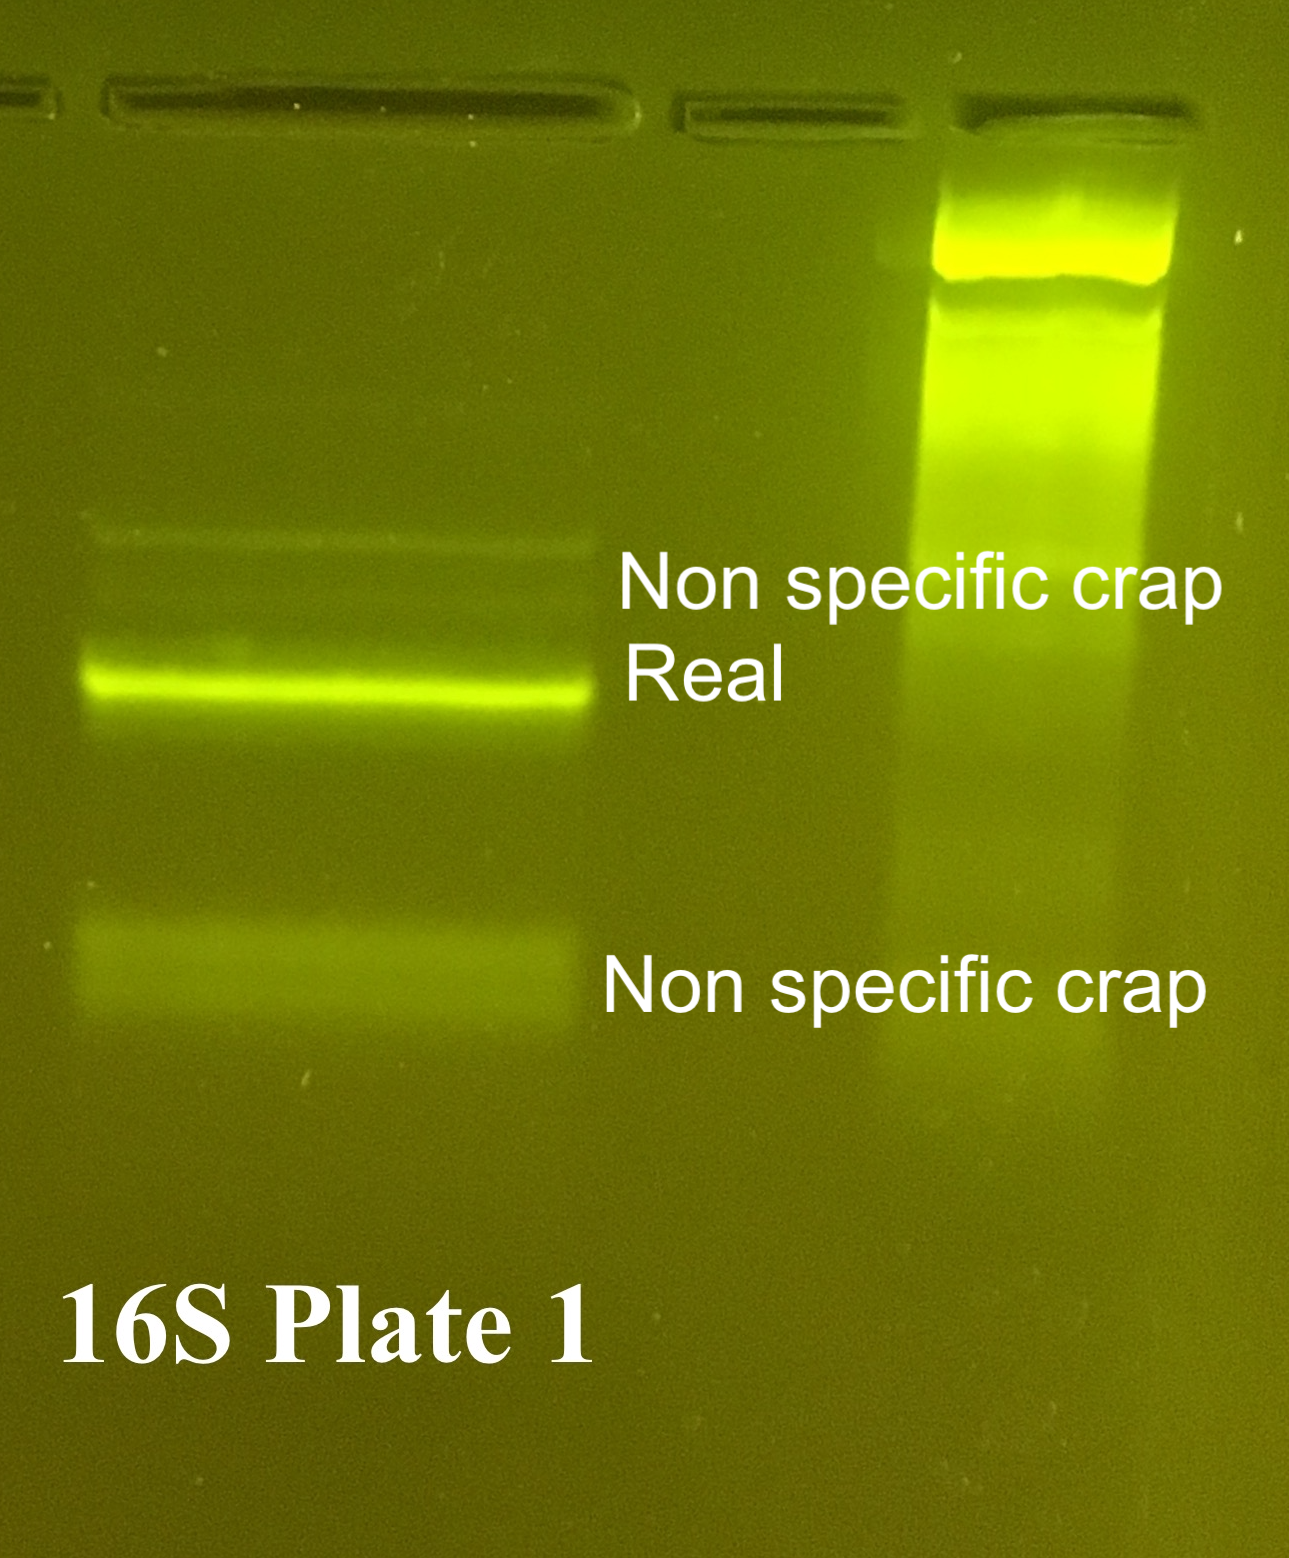 Non specific crap
Real
Non specific crap
16S Plate 1